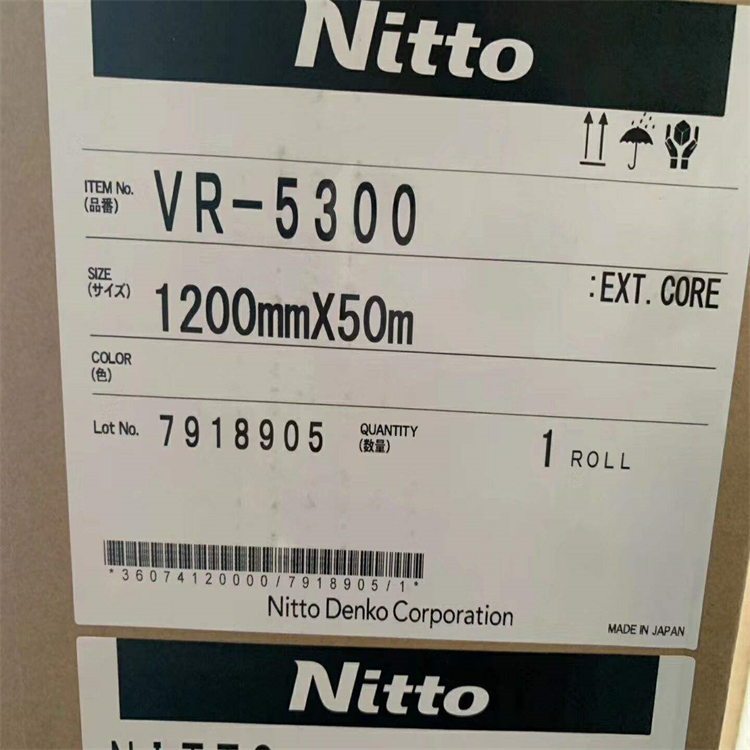 Nitto
ITEM No.
(品番)
VR-5300
SIZE
(サイズ)
1200mmX50m
:EXT. CORE
COLOR
(色)
Lot No. 7918905
QUANTITY
(数量)
1 ROLL
*36074120000/7918905/1*
Nitto Denko Corporation
MADE IN JAPAN
Nitto